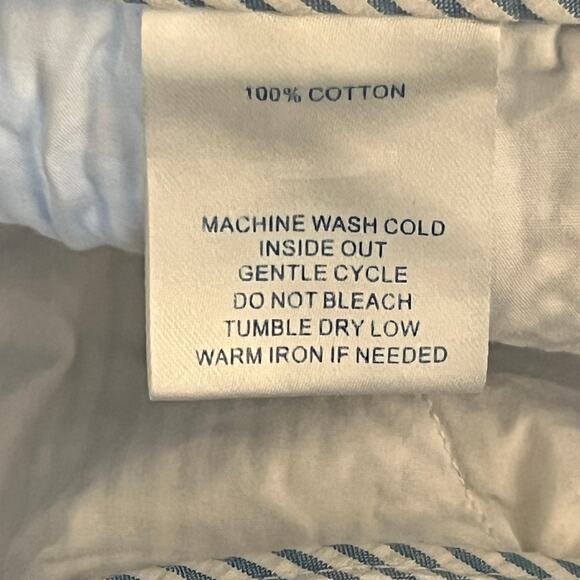 100% COTTON
MACHINE WASH COLD
INSIDE OUT
GENTLE CYCLE
DO NOT BLEACH
TUMBLE DRY LOW
WARM IRON IF NEEDED